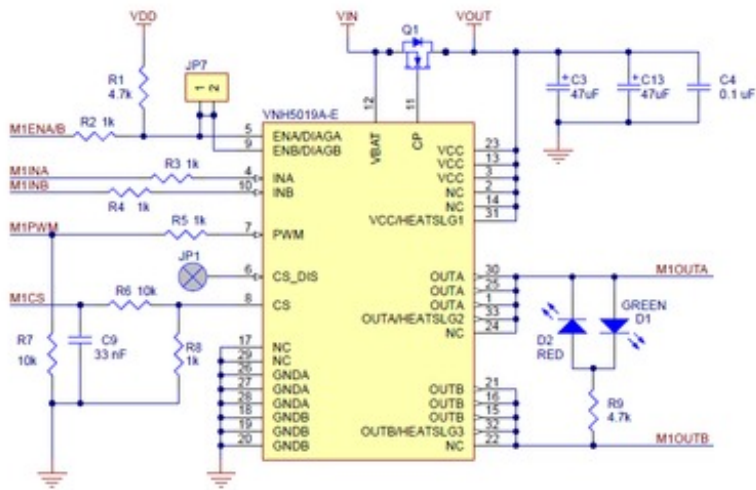 VDD
VIN
Q1
VOUT
R1
4.7k
JP7
1 2
VNH5019A-E
C3
47uF
C13
47uF
C4
0.1 uF
M1ENA/B
R2 1k
5
ENA/DIAGA
9
ENB/DIAGB
12
VBAT
11
CP
M1INA
R3 1k
4
INA
M1INB
R4 1k
10
INB
M1PWM
R5 1k
7
PWM
JP1
6
CS_DIS
M1CS
R6 10k
8
CS
R7
10k
C9
33 nF
R8
1k
VCC 23
VCC 13
VCC 3
NC 2
NC 14
VCC/HEATSLG1 31
OUTA 30
OUTA 25
OUTA 1
OUTA/HEATSLG2 33
NC 24
M1OUTA
GREEN
D1
D2
RED
17 NC
29 NC
26 GNDA
27 GNDA
28 GNDA
18 GNDB
19 GNDB
20 GNDB
OUTB 21
OUTB 16
OUTB 15
OUTB/HEATSLG3 32
NC 22
R9
4.7k
M1OUTB